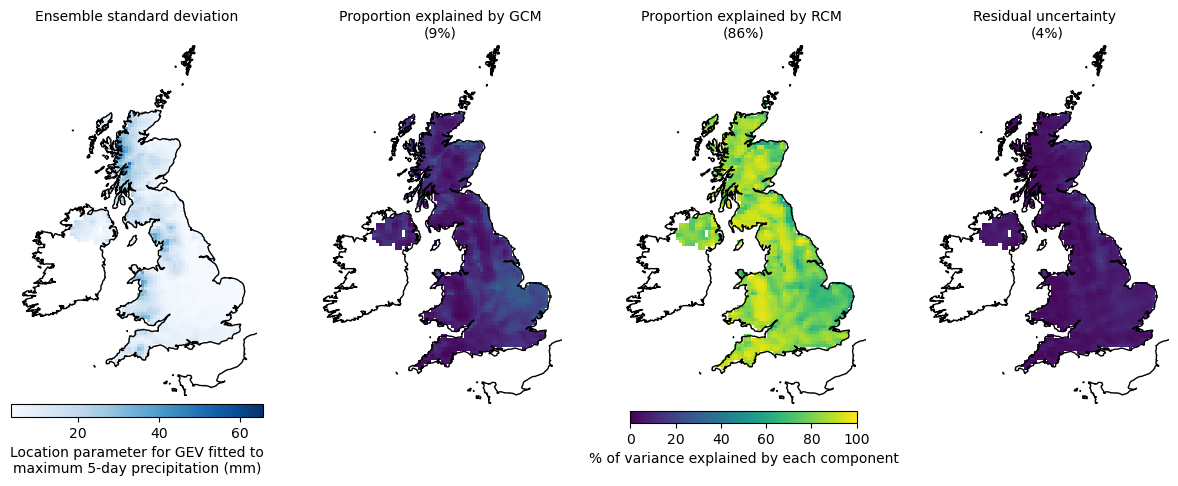 Ensemble standard deviation
Proportion explained by GCM
(9%)
Proportion explained by RCM
(86%)
Residual uncertainty
(4%)
20 40 60
Location parameter for GEV fitted to
maximum 5-day precipitation (mm)
0 20 40 60 80 100
% of variance explained by each component